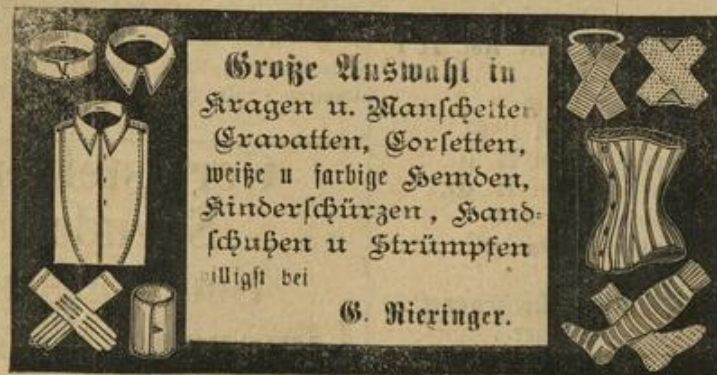 Große Auswahl in
Kragen u. Manschetten
Cravatten, Corsetten,
weiße u farbige Hemden,
Kinderschürzen, Hand-
schuhen u Strümpfen
billigst bei
G. Rieringer.